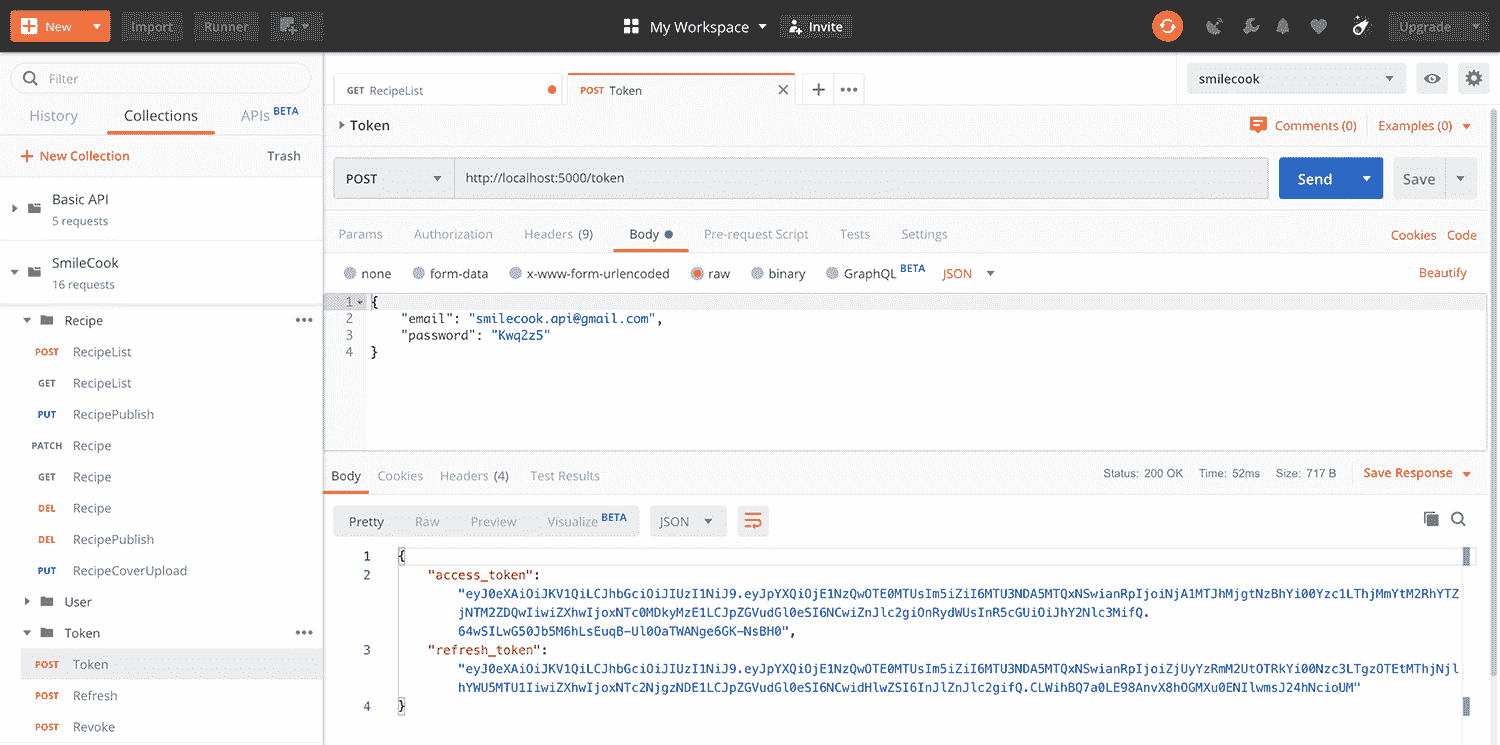 New
Import
Runner
My Workspace
Invite
Upgrade
Filter
History
Collections
APIs BETA
New Collection
Trash
Basic API
5 requests
SmileCook
16 requests
Recipe
POST RecipeList
GET RecipeList
PUT RecipePublish
PATCH Recipe
GET Recipe
DEL Recipe
DEL RecipePublish
PUT RecipeCoverUpload
User
Token
POST Token
POST Refresh
POST Revoke
GET RecipeList
POST Token
smilecook
Token
Comments (0)
Examples (0)
POST
http://localhost:5000/token
Send
Save
Params Authorization Headers (9) Body Pre-request Script Tests Settings
Cookies Code
none form-data x-www-form-urlencoded raw binary GraphQL BETA JSON
Beautify
1 {
2 "email": "smilecook.api@gmail.com",
3 "password": "Kwq2z5"
4 }
Body Cookies Headers (4) Test Results
Status: 200 OK Time: 52ms Size: 717 B
Save Response
Pretty Raw Preview Visualize BETA JSON
1 {
2 "access_token":
"eyJ0eXAiOiJKV1QiLCJhbGciOiJIUzI1NiJ9.eyJpYXQiOjE1NzQwOTE0MTUsIm5iZiI6MTU3NDA5MTQxNSwianRpIjoiNjA1MTJhMjgtNzBhYi00Yzc1LThjMmYtM2RhYTZ
jNTM2ZDQwIiwiZXhwIjoxNTc0MDkyMzE1LCJpZGVudGl0eSI6NCwiZnJlc2giOnRydWUsInR5cGUiOiJhY2Nlc3MifQ.
64wSILwG50Jb5M6hLsEuqB-Ul0OaTWANge6GK-NsBH0",
3 "refresh_token":
"eyJ0eXAiOiJKV1QiLCJhbGciOiJIUzI1NiJ9.eyJpYXQiOjE1NzQwOTE0MTUsIm5iZiI6MTU3NDA5MTQxNSwianRpIjoiZjUyYzRmM2UtOTRkYi00Nzc3LTgzOTEtMThjNjl
hYWU5MTU1IiwiZXhwIjoxNTc2NjgzNDE1LCJpZGVudGl0eSI6NCwidHlwZSI6InJlZnJlc2gifQ.CLWihBQ7a0LE98AnvX8hOGMXu0ENIlwmsJ24hNcioUM"
4 }